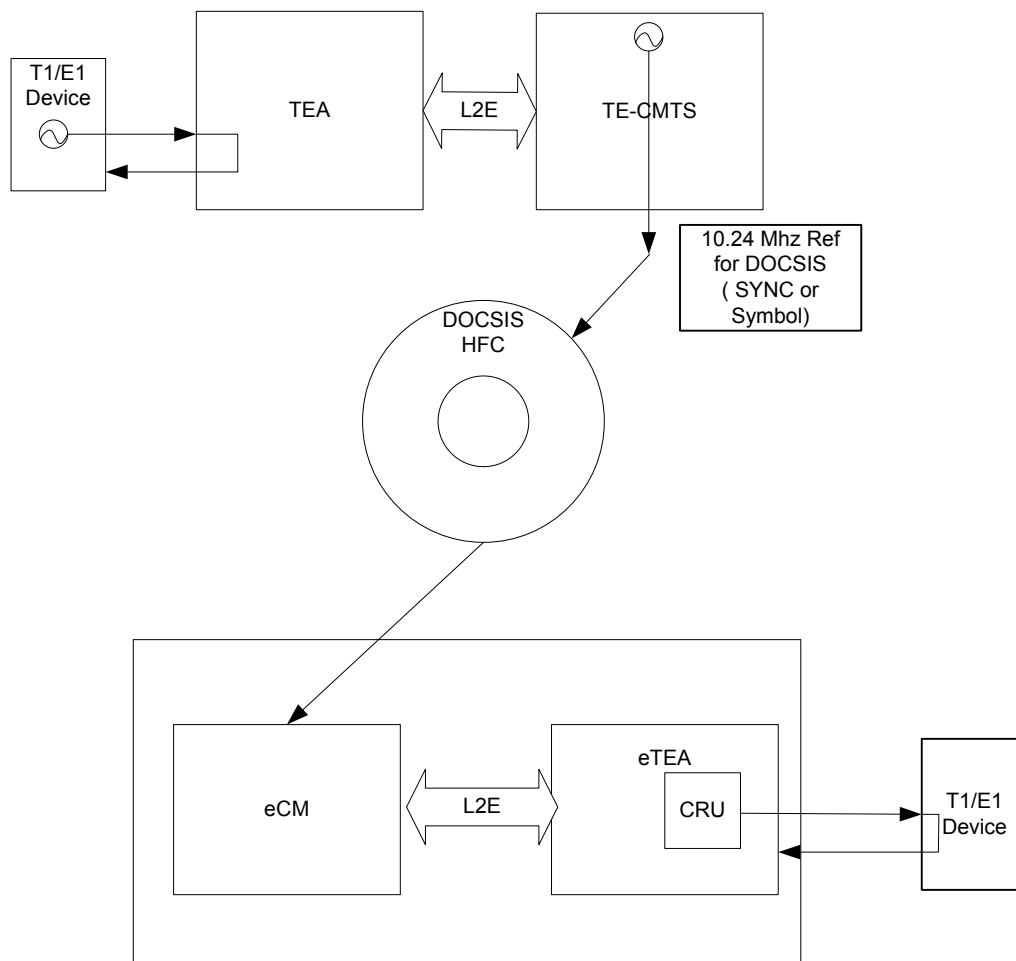 T1/E1
Device
TEA
L2E
TE-CMTS
10.24 Mhz Ref
for DOCSIS
( SYNC or
Symbol)
DOCSIS
HFC
eCM
L2E
eTEA
CRU
T1/E1
Device